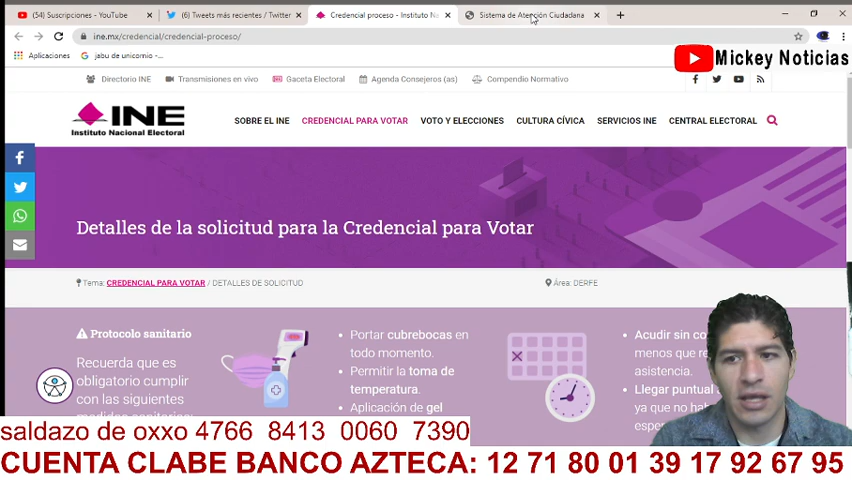 (54) Suscripciones - YouTube
(6) Tweets más recientes / Twitter
Credencial proceso - Instituto Na
Sistema de Atención Ciudadana
ine.mx/credencial/credencial-proceso/
Aplicaciones
jabu de unicornio -...
Mickey Noticias
Directorio INE
Transmisiones en vivo
Gaceta Electoral
Agenda Consejeros (as)
Compendio Normativo
INE
Instituto Nacional Electoral
SOBRE EL INE
CREDENCIAL PARA VOTAR
VOTO Y ELECCIONES
CULTURA CÍVICA
SERVICIOS INE
CENTRAL ELECTORAL
Detalles de la solicitud para la Credencial para Votar
Tema: CREDENCIAL PARA VOTAR / DETALLES DE SOLICITUD
Área: DERFE
Protocolo sanitario
Recuerda que es
obligatorio cumplir
con las siguientes
medidas sanitarias:
Portar cubrebocas en
todo momento.
Permitir la toma de
temperatura.
Aplicación de gel
Acudir sin
menos que
asistencia.
Llegar puntual
ya que no
saldazo de oxxo 4766 8413 0060 7390
CUENTA CLABE BANCO AZTECA: 12 71 80 01 39 17 92 67 95